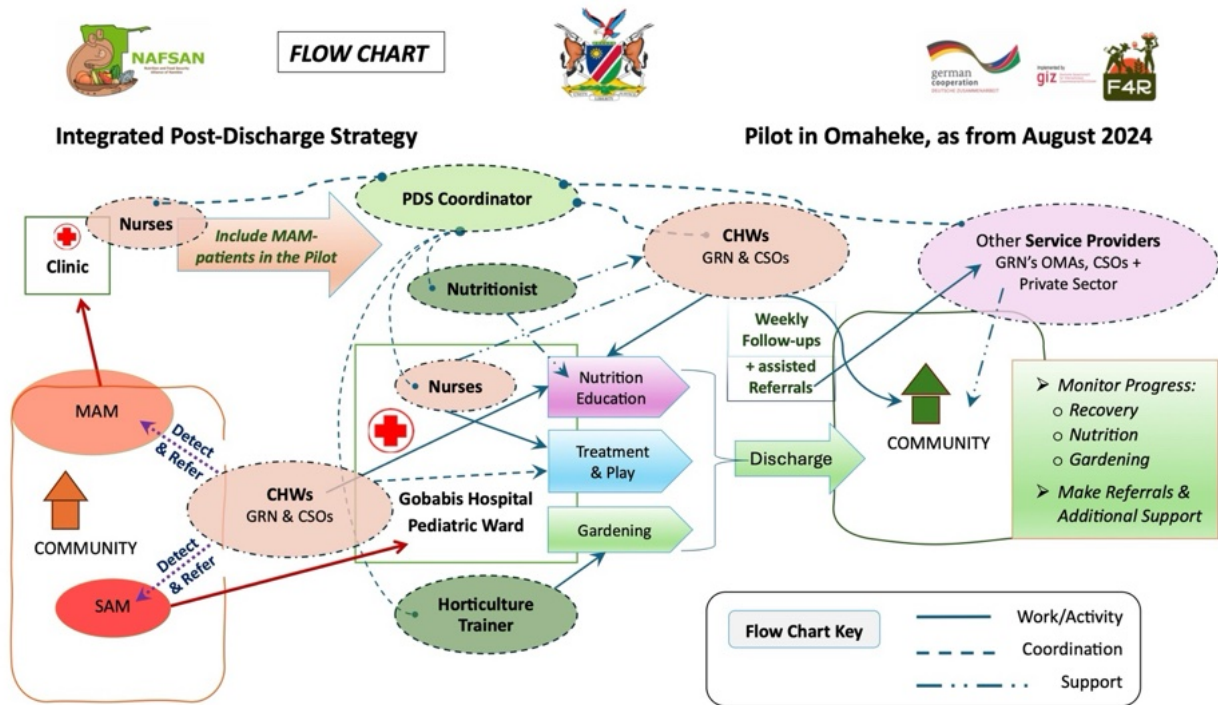 NAFSAN
FLOW CHART
german
cooperation
DEUTSCHE ZUSAMMENARBEIT
Implemented by
giz
F4R
Integrated Post-Discharge Strategy
Pilot in Omaheke, as from August 2024
PDS Coordinator
Nurses
Clinic
Include MAM-
patients in the Pilot
CHWs
GRN & CSOs
Other Service Providers
GRN's OMAs, CSOs +
Private Sector
Nutritionist
Weekly
Follow-ups
+ assisted
Referrals
Nurses
Nutrition
Education
Treatment
& Play
Gardening
Gobabis Hospital
Pediatric Ward
Discharge
COMMUNITY
➢ Monitor Progress:
o Recovery
o Nutrition
o Gardening
➢ Make Referrals &
Additional Support
MAM
Detect
& Refer
CHWs
GRN & CSOs
COMMUNITY
Detect
& Refer
SAM
Horticulture
Trainer
Flow Chart Key
Work/Activity
Coordination
Support